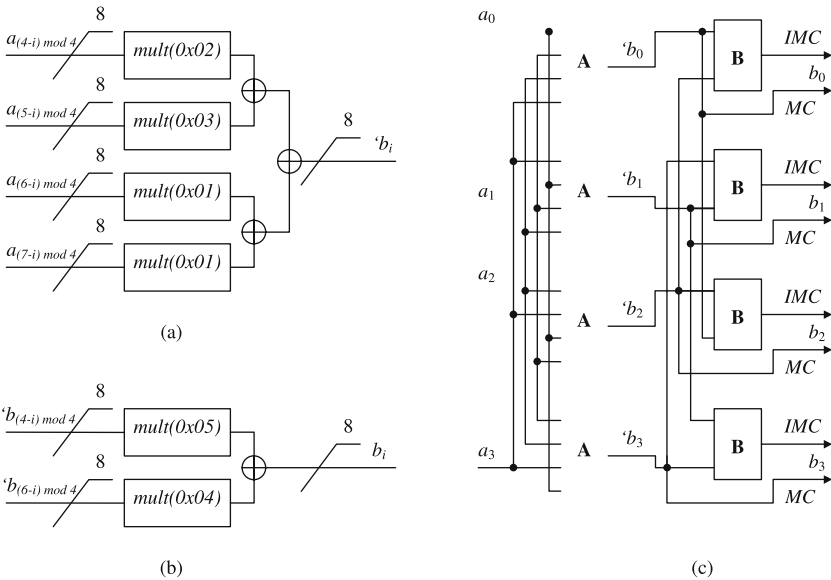 8
a(4-i) mod 4
mult(0x02)
8
a(5-i) mod 4
mult(0x03)
8
‘bi
8
a(6-i) mod 4
mult(0x01)
8
a(7-i) mod 4
mult(0x01)
(a)
8
‘b(4-i) mod 4
mult(0x05)
8
bi
8
‘b(6-i) mod 4
mult(0x04)
(b)
a0
A
‘b0
B
IMC
b0
MC
a1
A
‘b1
B
IMC
b1
MC
a2
A
‘b2
B
IMC
b2
MC
a3
A
‘b3
B
IMC
b3
MC
(c)